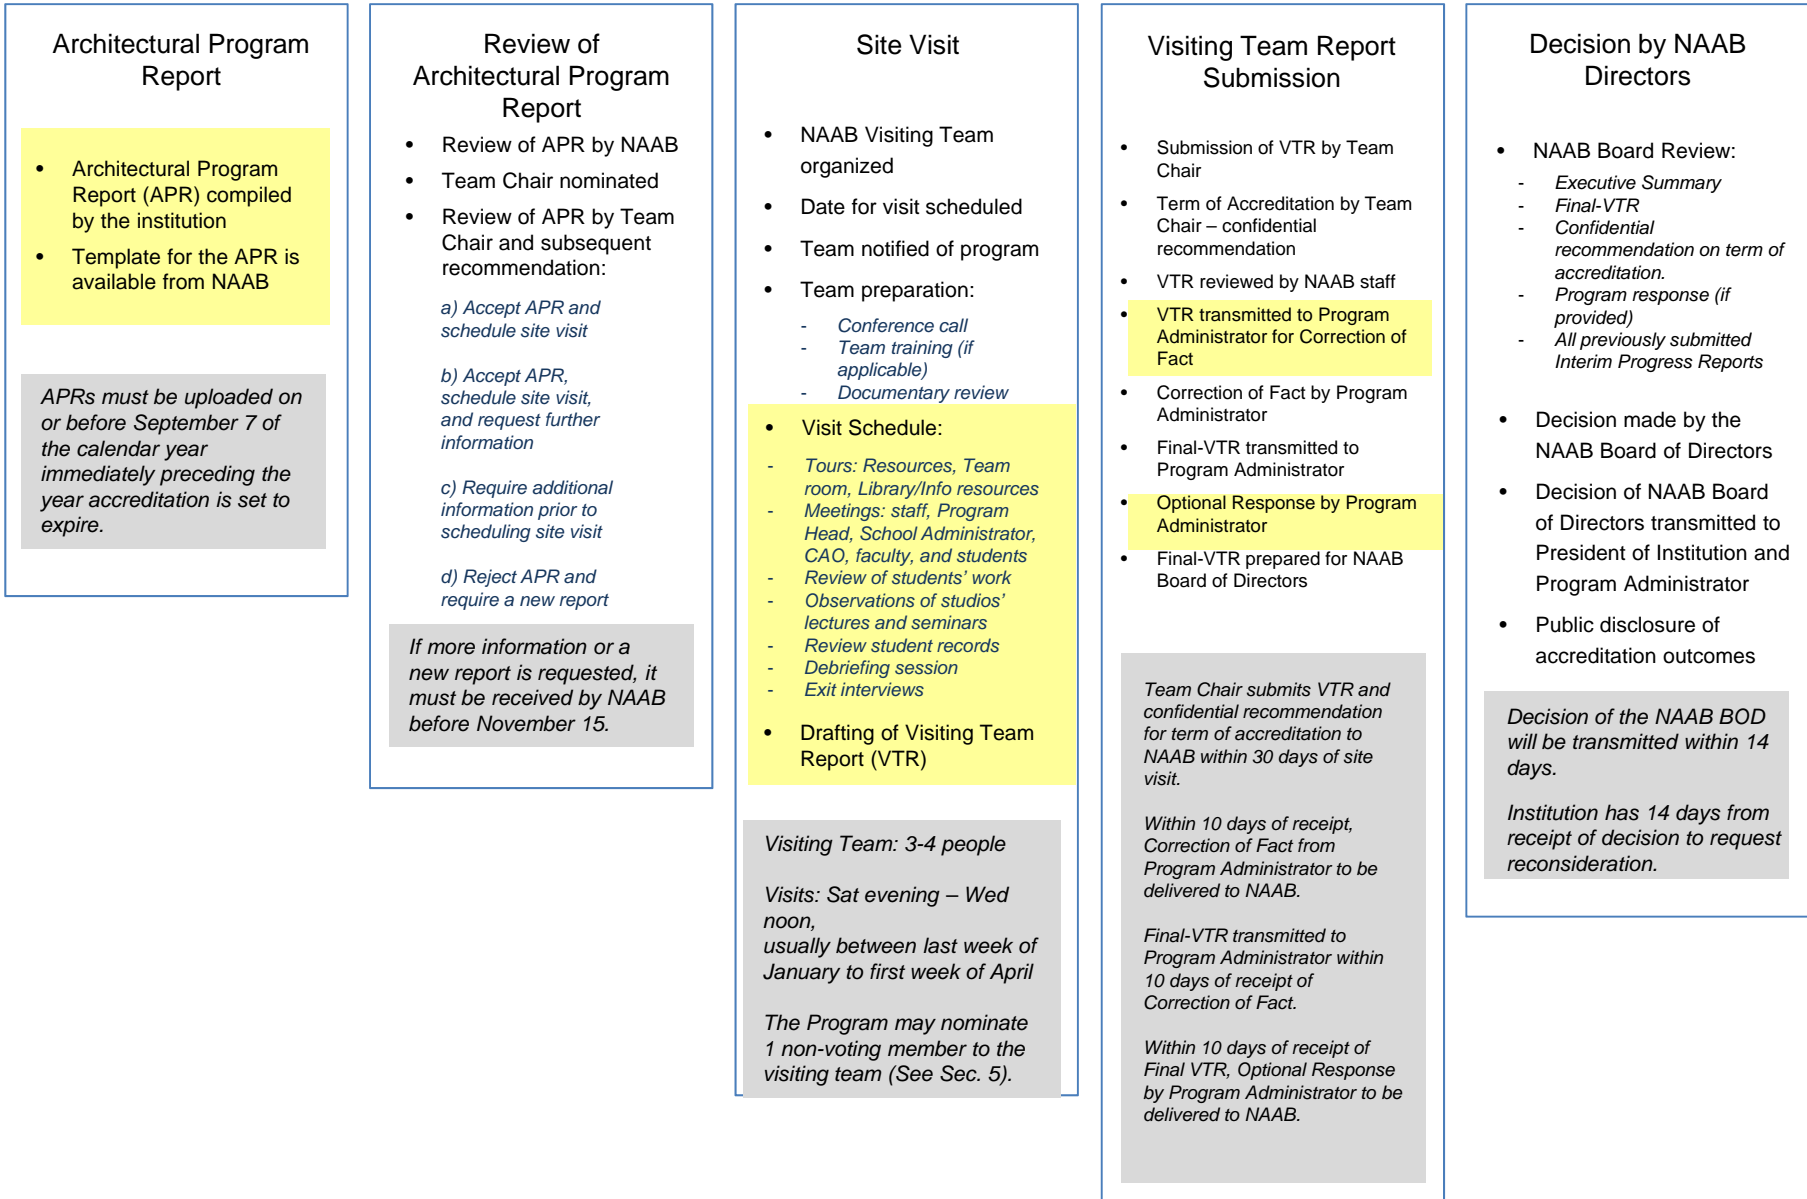 Architectural Program
Report
• Architectural Program
Report (APR) compiled
by the institution
• Template for the APR is
available from NAAB
APRs must be uploaded on
or before September 7 of
the calendar year
immediately preceding the
year accreditation is set to
expire.
Review of
Architectural Program
Report
• Review of APR by NAAB
• Team Chair nominated
• Review of APR by Team
Chair and subsequent
recommendation:
a) Accept APR and
schedule site visit
b) Accept APR,
schedule site visit,
and request further
information
c) Require additional
information prior to
scheduling site visit
d) Reject APR and
require a new report
If more information or a
new report is requested, it
must be received by NAAB
before November 15.
Site Visit
• NAAB Visiting Team
organized
• Date for visit scheduled
• Team notified of program
• Team preparation:
- Conference call
- Team training (if
applicable)
- Documentary review
• Visit Schedule:
- Tours: Resources, Team
room, Library/Info resources
- Meetings: staff, Program
Head, School Administrator,
CAO, faculty, and students
- Review of students' work
- Observations of studios'
lectures and seminars
- Review student records
- Debriefing session
- Exit interviews
• Drafting of Visiting Team
Report (VTR)
Visiting Team: 3-4 people
Visits: Sat evening – Wed
noon,
usually between last week of
January to first week of April
The Program may nominate
1 non-voting member to the
visiting team (See Sec. 5).
Visiting Team Report
Submission
• Submission of VTR by Team
Chair
• Term of Accreditation by Team
Chair – confidential
recommendation
• VTR reviewed by NAAB staff
• VTR transmitted to Program
Administrator for Correction of
Fact
• Correction of Fact by Program
Administrator
• Final-VTR transmitted to
Program Administrator
• Optional Response by Program
Administrator
• Final-VTR prepared for NAAB
Board of Directors
Team Chair submits VTR and
confidential recommendation
for term of accreditation to
NAAB within 30 days of site
visit.
Within 10 days of receipt,
Correction of Fact from
Program Administrator to be
delivered to NAAB.
Final-VTR transmitted to
Program Administrator within
10 days of receipt of
Correction of Fact.
Within 10 days of receipt of
Final VTR, Optional Response
by Program Administrator to be
delivered to NAAB.
Decision by NAAB
Directors
• NAAB Board Review:
- Executive Summary
- Final-VTR
- Confidential
recommendation on term of
accreditation.
- Program response (if
provided)
- All previously submitted
Interim Progress Reports
• Decision made by the
NAAB Board of Directors
• Decision of NAAB Board
of Directors transmitted to
President of Institution and
Program Administrator
• Public disclosure of
accreditation outcomes
Decision of the NAAB BOD
will be transmitted within 14
days.
Institution has 14 days from
receipt of decision to request
reconsideration.